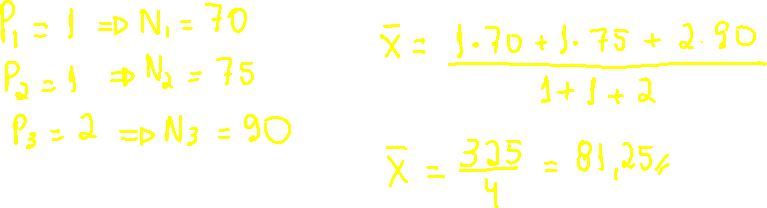 P₁ = 1 ⇒ N₁ = 70
P₂ = 1 ⇒ N₂ = 75
P₃ = 2 ⇒ N₃ = 90
x̄ = (1·70 + 1·75 + 2·90) / (1 + 1 + 2)
x̄ = 325/4 = 81,25